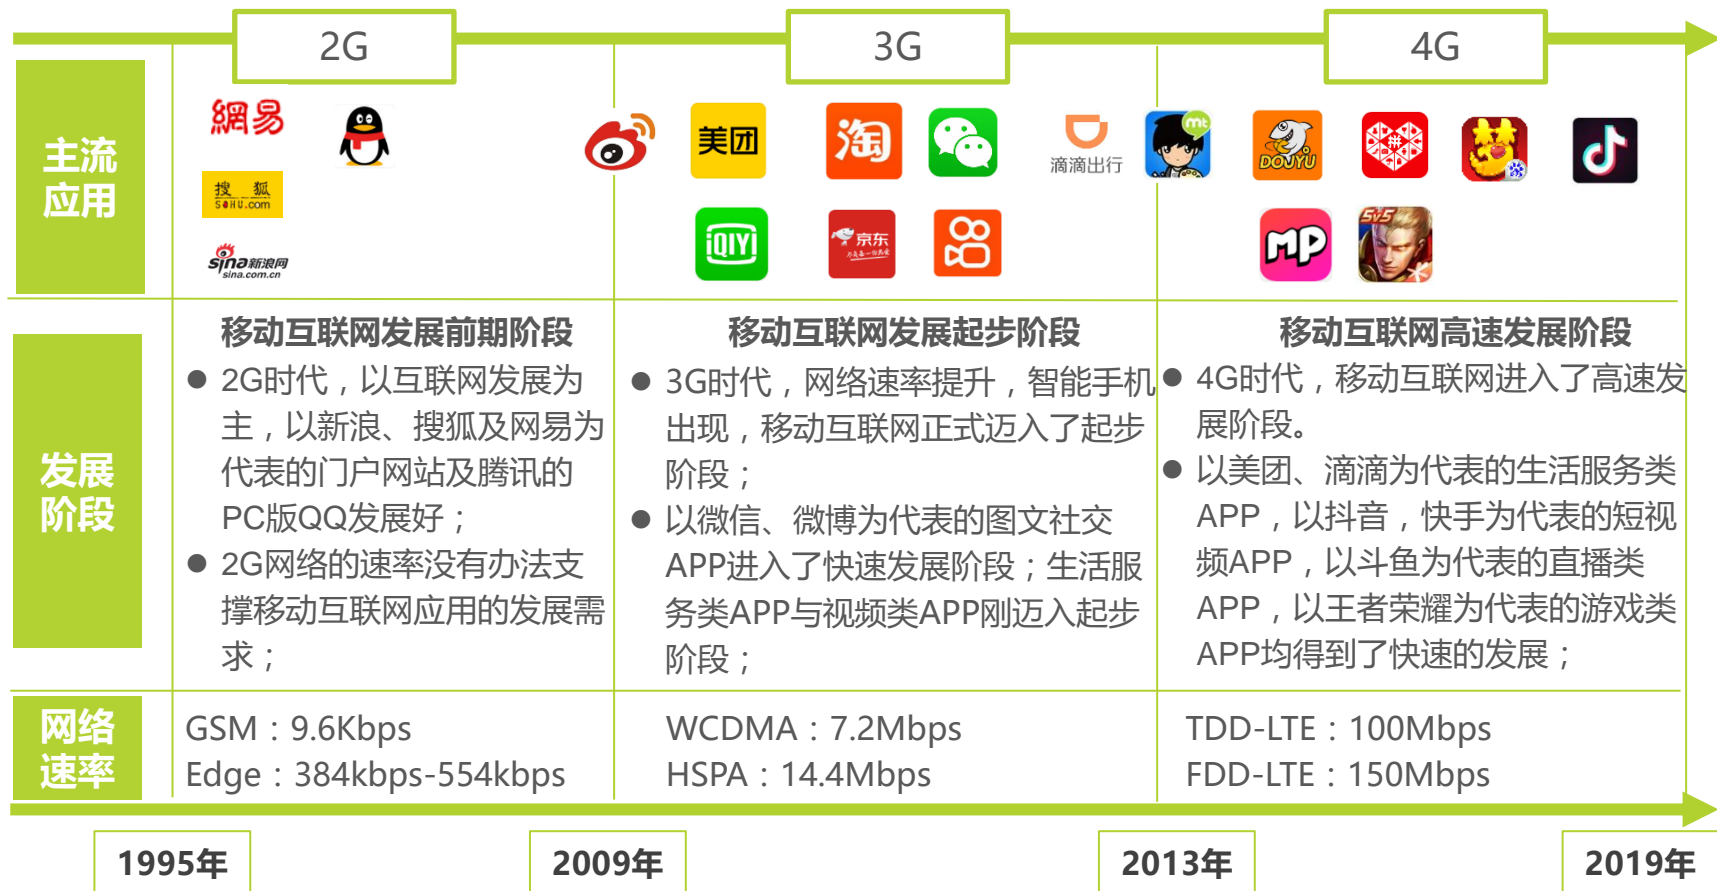 2G
3G
4G
主流
应用
網易
搜狐
SOHU.com
sina新浪网
sina.com.cn
美团
淘
滴滴出行
mt
DOUYU
拼
梦
iQIYI
京东
MP
5v5
发展
阶段
移动互联网发展前期阶段
● 2G时代，以互联网发展为
主，以新浪、搜狐及网易为
代表的门户网站及腾讯的
PC版QQ发展好；
● 2G网络的速率没有办法支
撑移动互联网应用的发展需
求；
移动互联网发展起步阶段
● 3G时代，网络速率提升，智能手机
出现，移动互联网正式迈入了起步
阶段；
● 以微信、微博为代表的图文社交
APP进入了快速发展阶段；生活服
务类APP与视频类APP刚迈入起步
阶段；
移动互联网高速发展阶段
● 4G时代，移动互联网进入了高速发
展阶段。
● 以美团、滴滴为代表的生活服务类
APP，以抖音，快手为代表的短视
频APP，以斗鱼为代表的直播类
APP，以王者荣耀为代表的游戏类
APP均得到了快速的发展；
网络
速率
GSM：9.6Kbps
Edge：384kbps-554kbps
WCDMA：7.2Mbps
HSPA：14.4Mbps
TDD-LTE：100Mbps
FDD-LTE：150Mbps
1995年
2009年
2013年
2019年